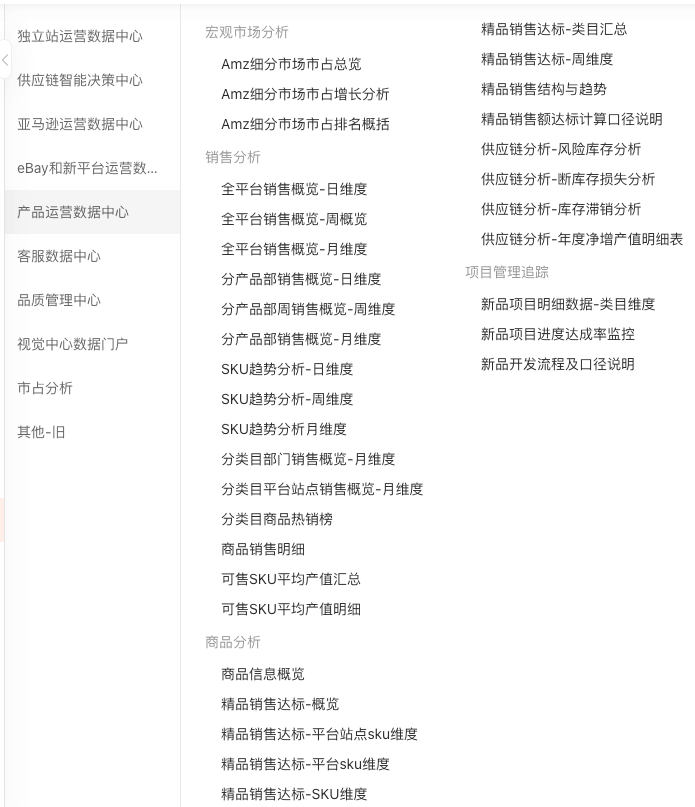 独立站运营数据中心
供应链智能决策中心
亚马逊运营数据中心
eBay和新平台运营数...
产品运营数据中心
客服数据中心
品质管理中心
视觉中心数据门户
市占分析
其他-旧
宏观市场分析
Amz细分市场市占总览
Amz细分市场市占增长分析
Amz细分市场市占排名概括
销售分析
全平台销售概览-日维度
全平台销售概览-周概览
全平台销售概览-月维度
分产品部销售概览-日维度
分产品部周销售概览-周维度
分产品部销售概览-月维度
SKU趋势分析-日维度
SKU趋势分析-周维度
SKU趋势分析月维度
分类目部门销售概览-月维度
分类目平台站点销售概览-月维度
分类目商品热销榜
商品销售明细
可售SKU平均产值汇总
可售SKU平均产值明细
商品分析
商品信息概览
精品销售达标-概览
精品销售达标-平台站点sku维度
精品销售达标-平台sku维度
精品销售达标-SKU维度
精品销售达标-类目汇总
精品销售达标-周维度
精品销售结构与趋势
精品销售额达标计算口径说明
供应链分析-风险库存分析
供应链分析-断库存损失分析
供应链分析-库存滞销分析
供应链分析-年度净增产值明细表
项目管理追踪
新品项目明细数据-类目维度
新品项目进度达成率监控
新品开发流程及口径说明